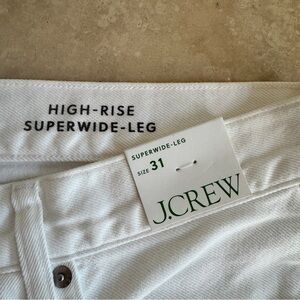 HIGH-RISE
SUPERWIDE-LEG
SUPERWIDE-LEG
SIZE 31
J.CREW